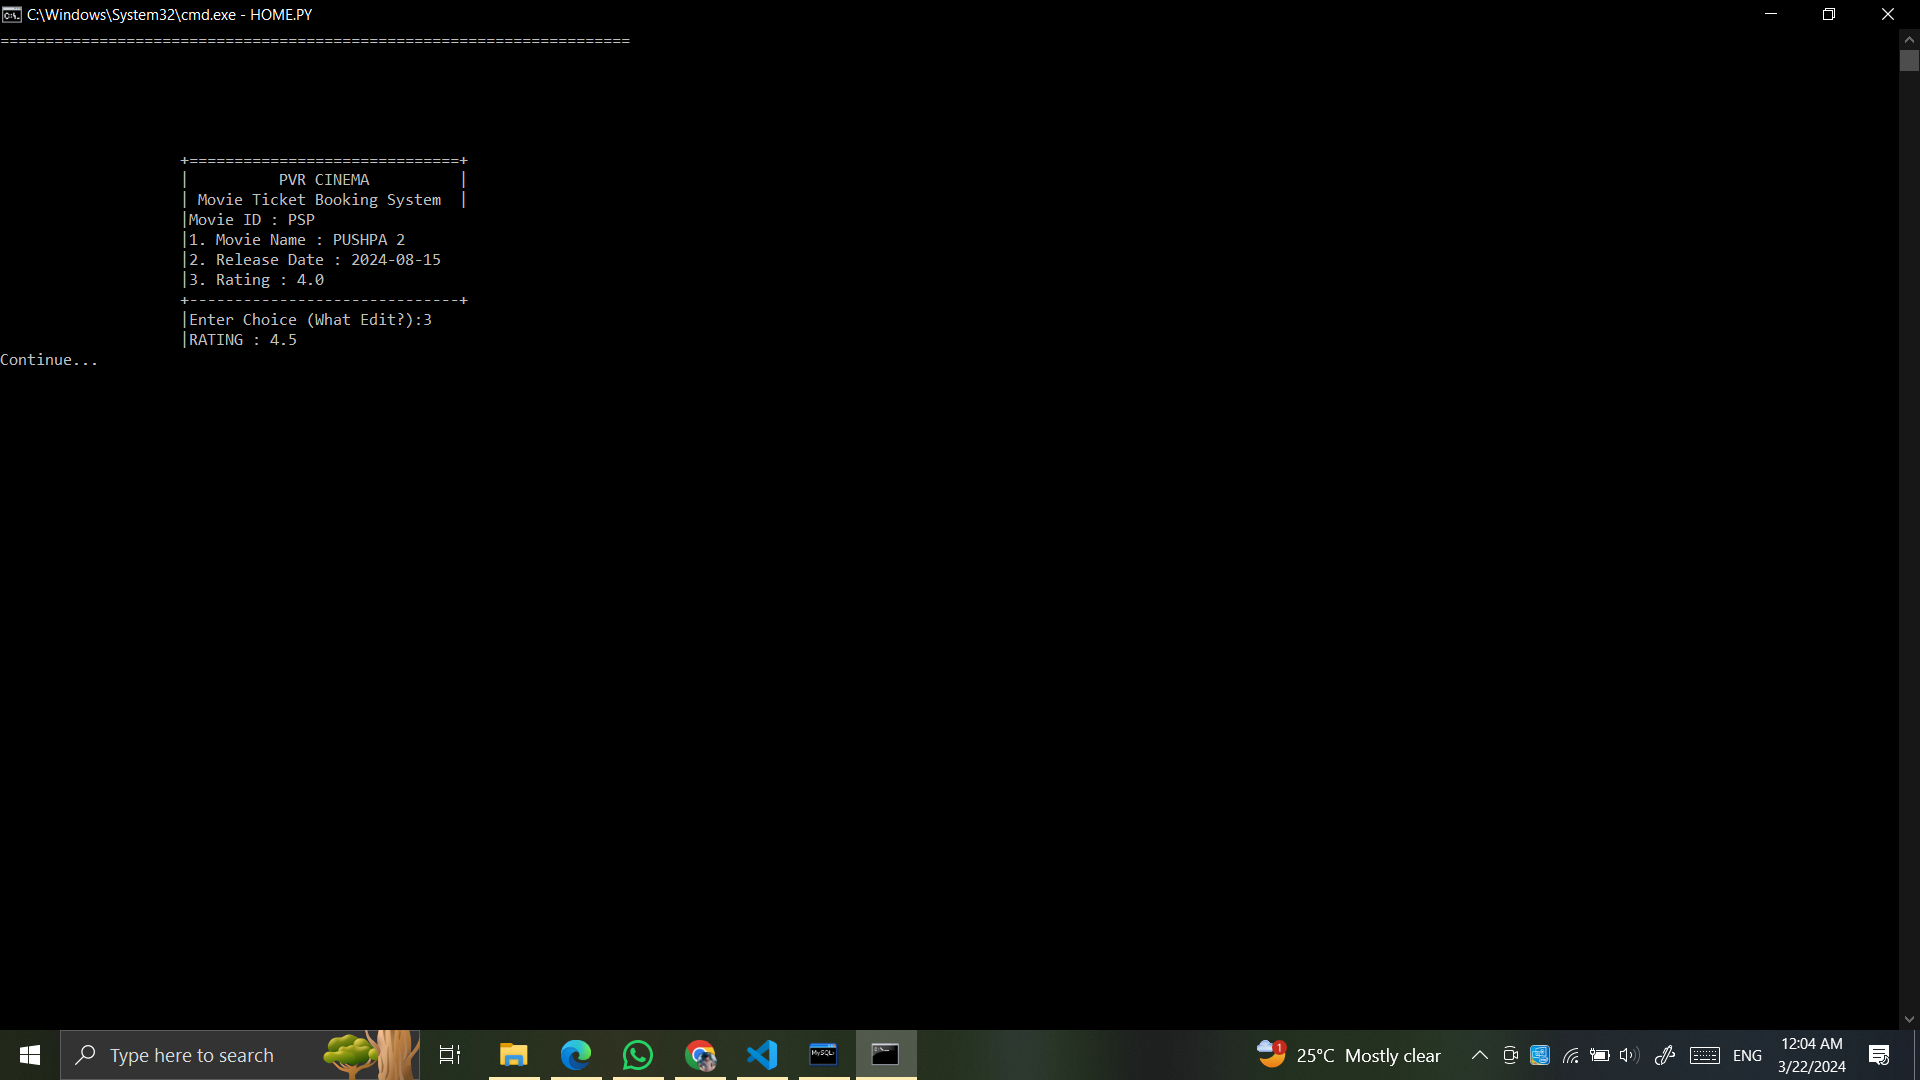 C:\Windows\System32\cmd.exe - HOME.PY
======================================================================
+==============================+
|          PVR CINEMA          |
| Movie Ticket Booking System  |
|Movie ID : PSP
|1. Movie Name : PUSHPA 2
|2. Release Date : 2024-08-15
|3. Rating : 4.0
+------------------------------+
|Enter Choice (What Edit?):3
|RATING : 4.5
Continue...
Type here to search
MySQL
1
25°C Mostly clear
ENG
12:04 AM
3/22/2024